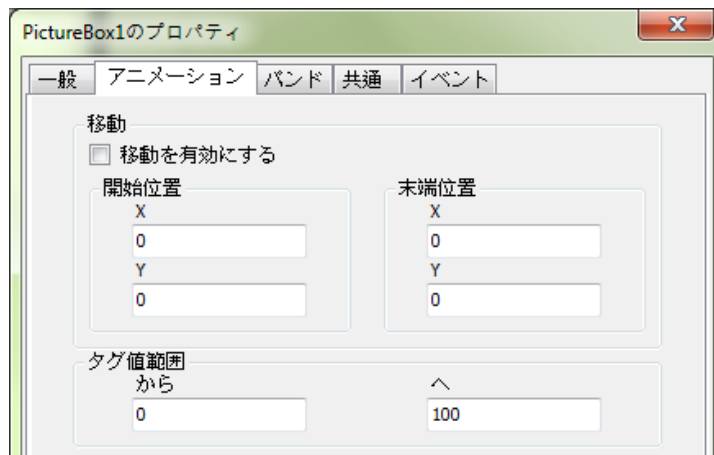 PictureBox1のプロパティ
一般 アニメーション バンド 共通 イベント
移動
移動を有効にする
開始位置 末端位置
X X
0 0
Y Y
0 0
タグ値範囲
から へ
0 100